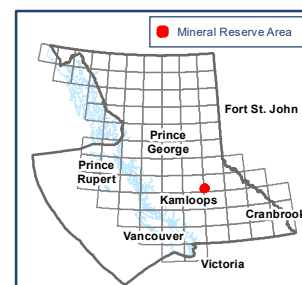 Mineral Reserve Area
Fort St. John
Prince
George
Prince
Rupert
Kamloops
Cranbrook
Vancouver
Victoria